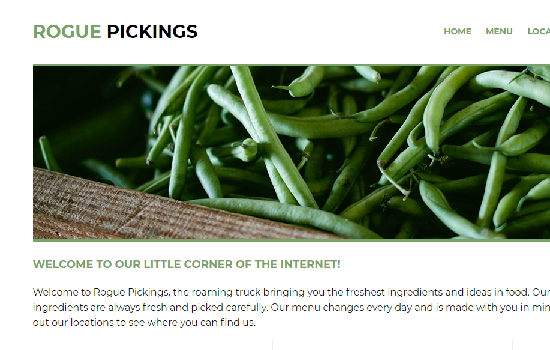 ROGUE PICKINGS
HOME MENU LOCA
WELCOME TO OUR LITTLE CORNER OF THE INTERNET!
Welcome to Rogue Pickings, the roaming truck bringing you the freshest ingredients and ideas in food. Our
ingredients are always fresh and picked carefully. Our menu changes every day and is made with you in min
out our locations to see where you can find us.